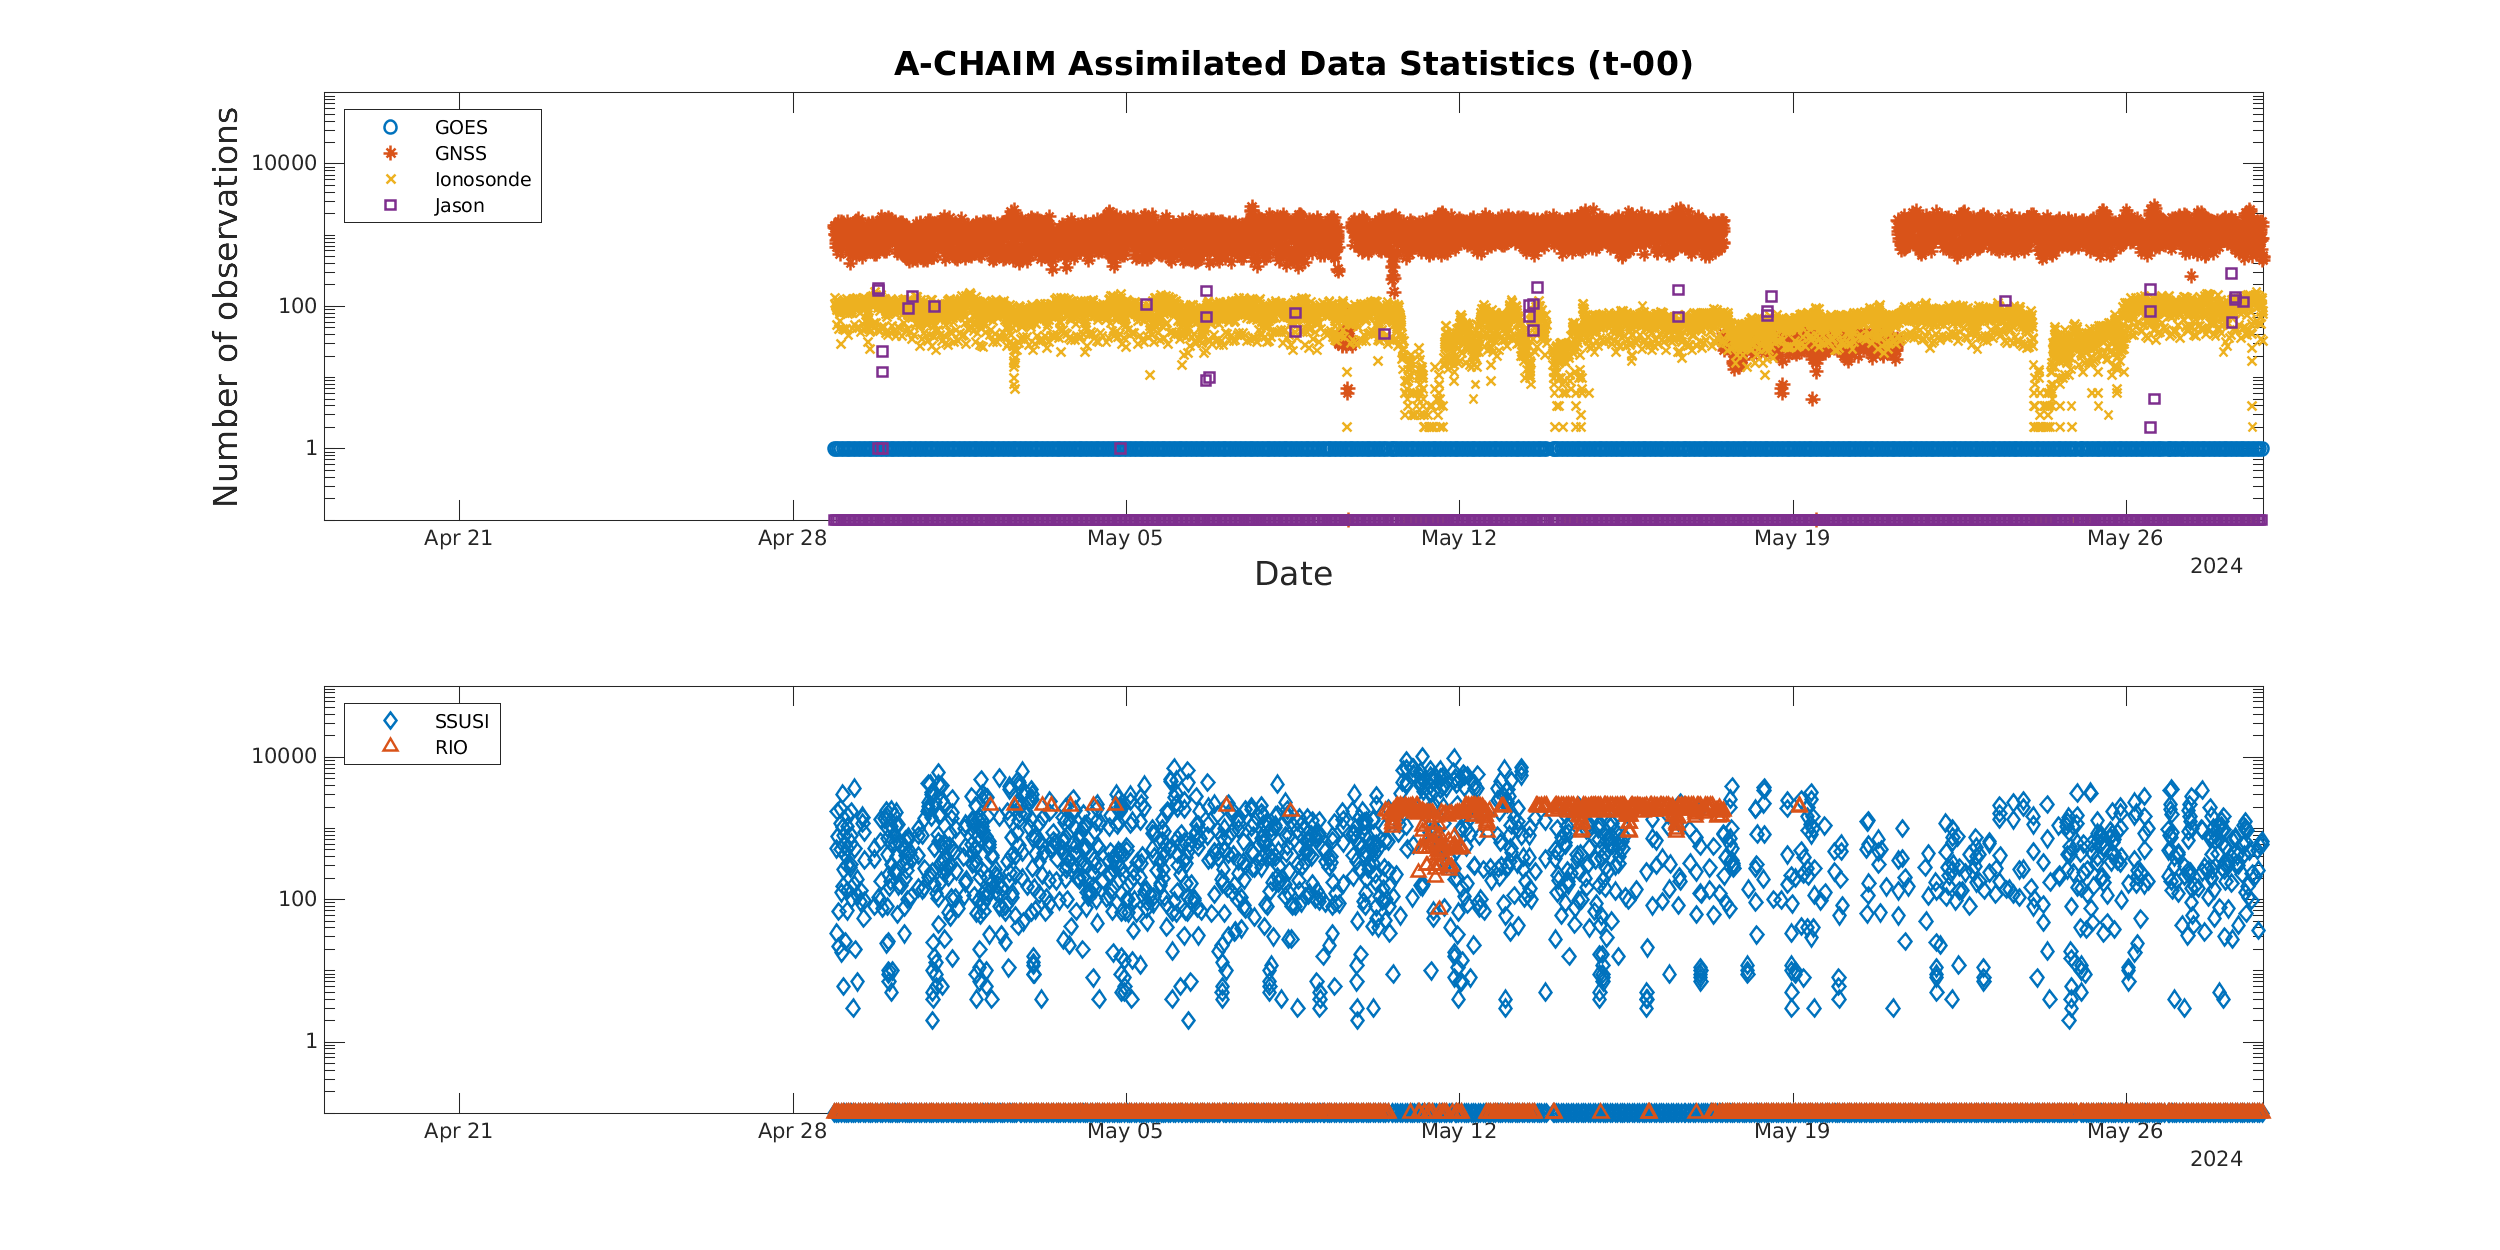 A-CHAIM Assimilated Data Statistics (t-00)
Number of observations
GOES
GNSS
Ionosonde
Jason
10000
100
1
Apr 21
Apr 28
May 05
May 12
May 19
May 26
2024
Date
SSUSI
RIO
10000
100
1
Apr 21
Apr 28
May 05
May 12
May 19
May 26
2024